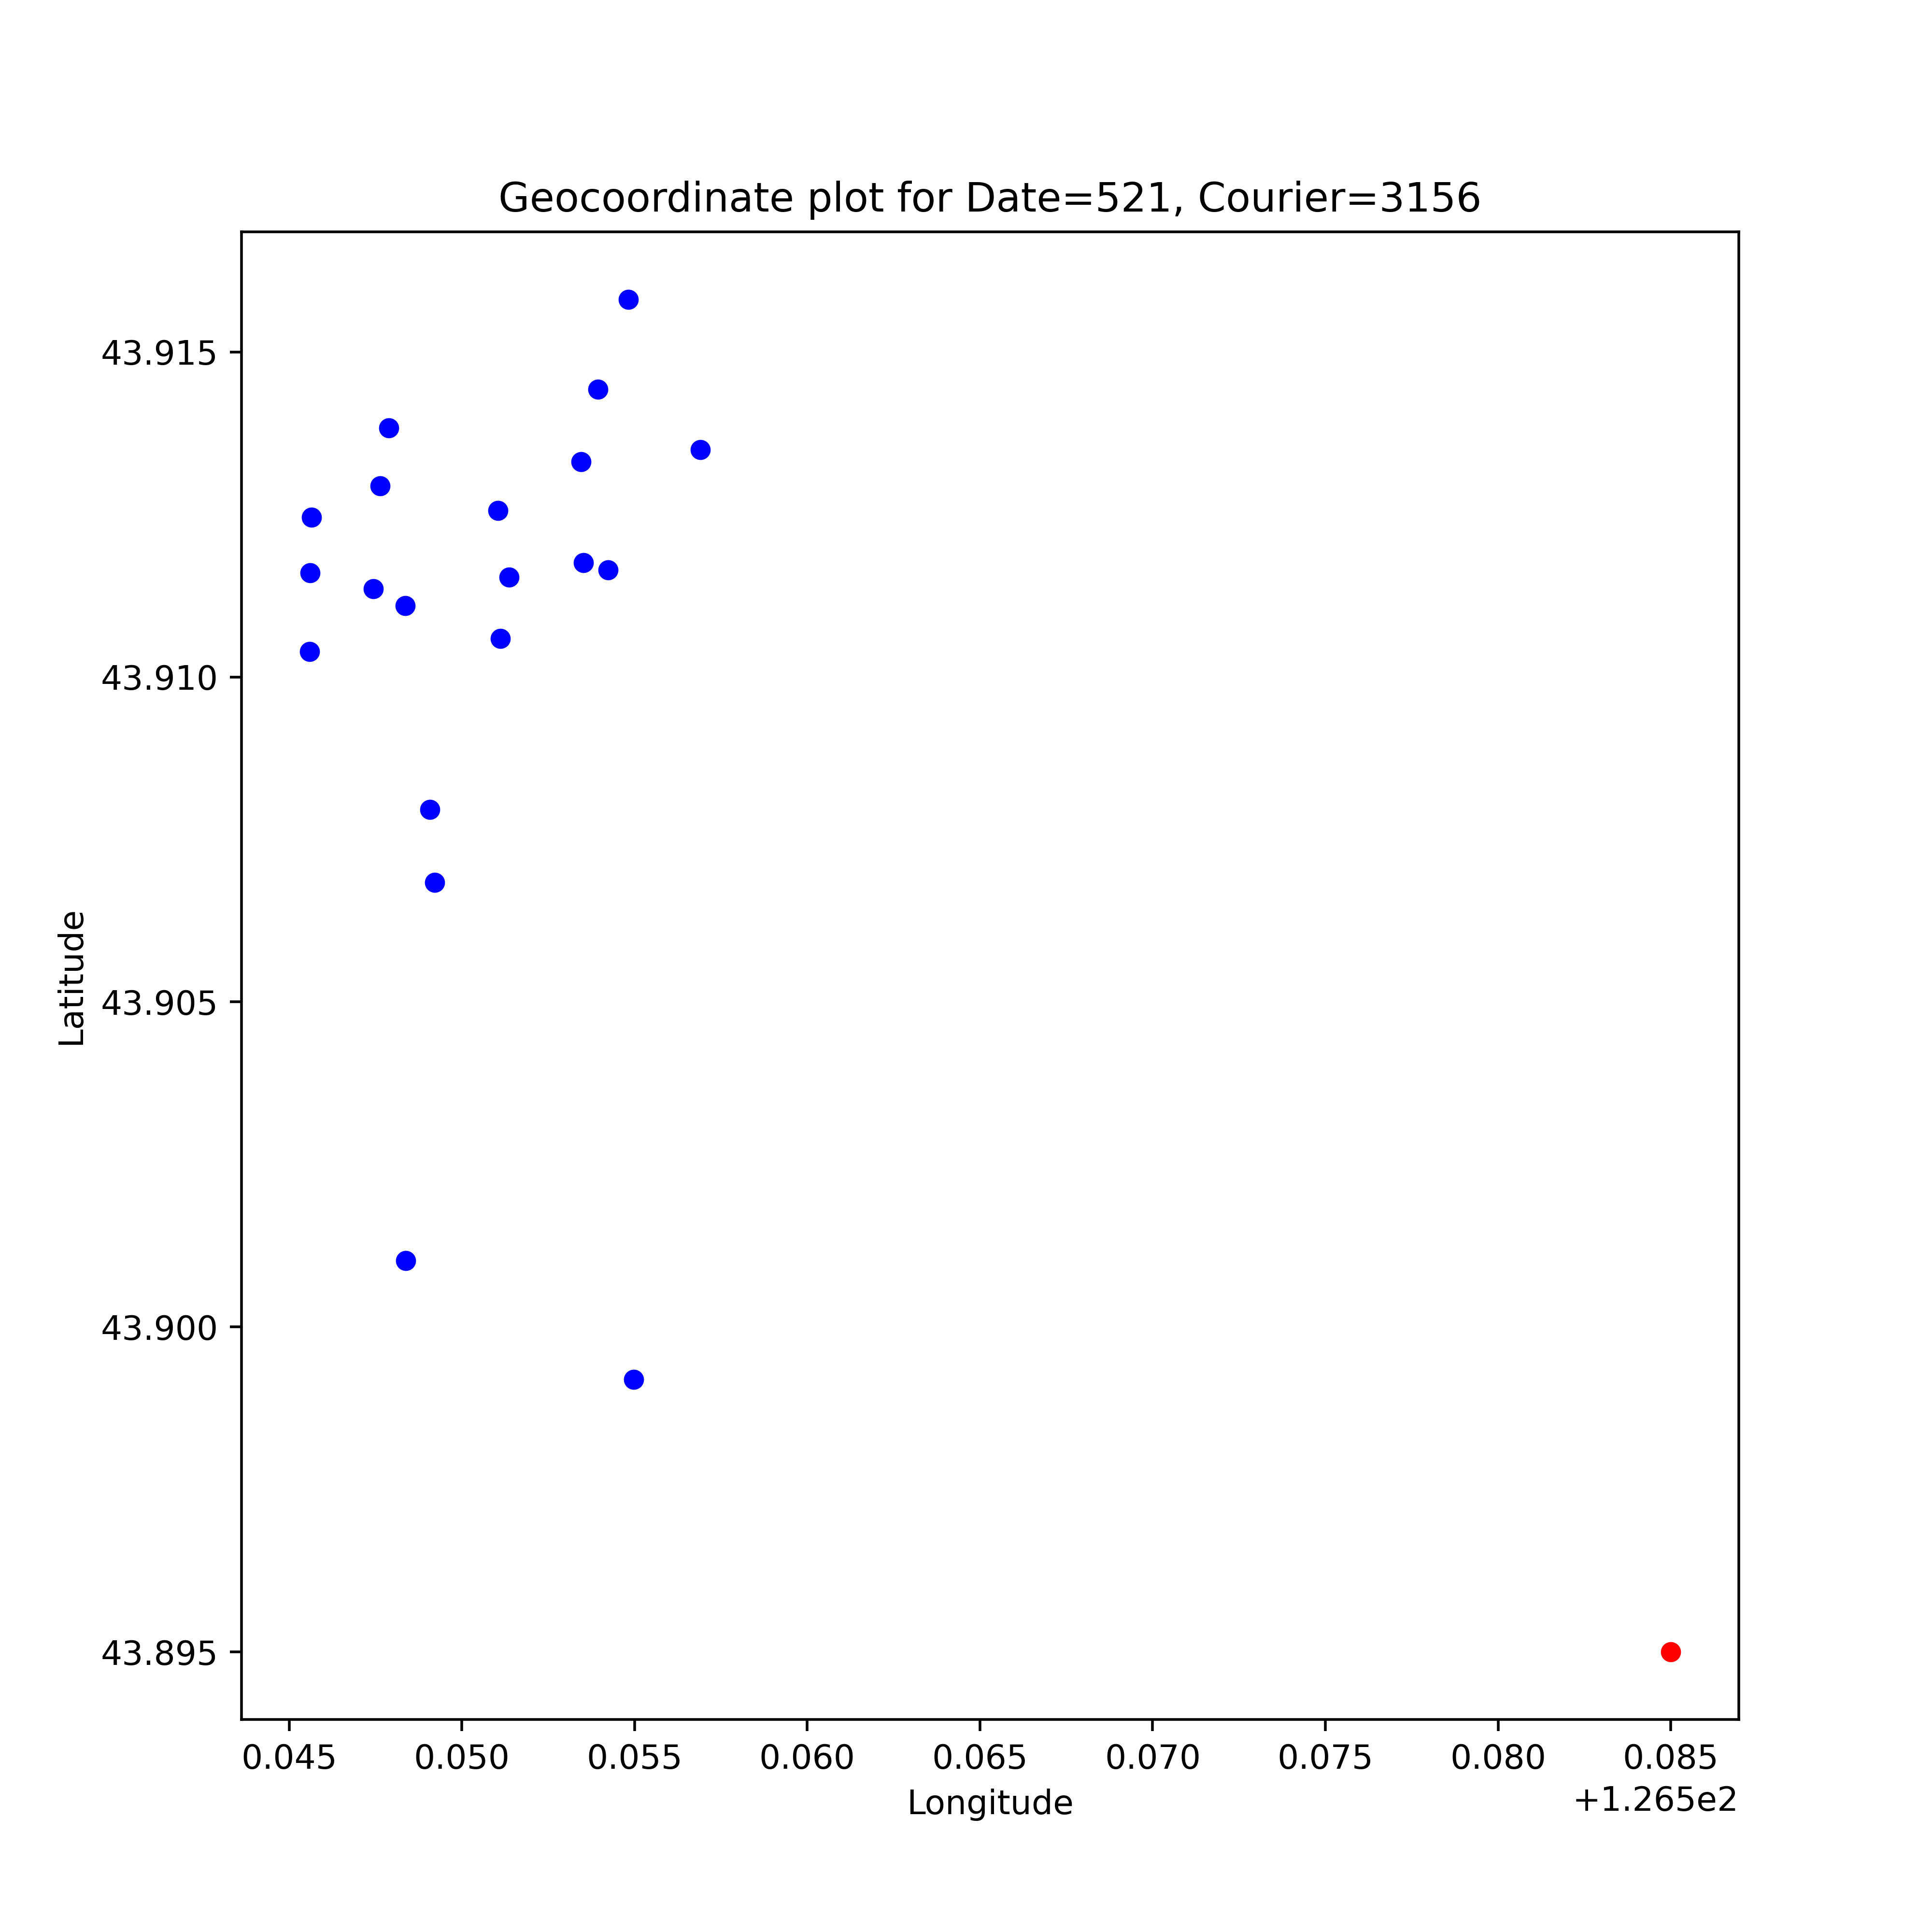 Geocoordinate plot for Date=521, Courier=3156
43.915
43.910
43.905
43.900
43.895
Latitude
0.045 0.050 0.055 0.060 0.065 0.070 0.075 0.080 0.085
+1.265e2
Longitude